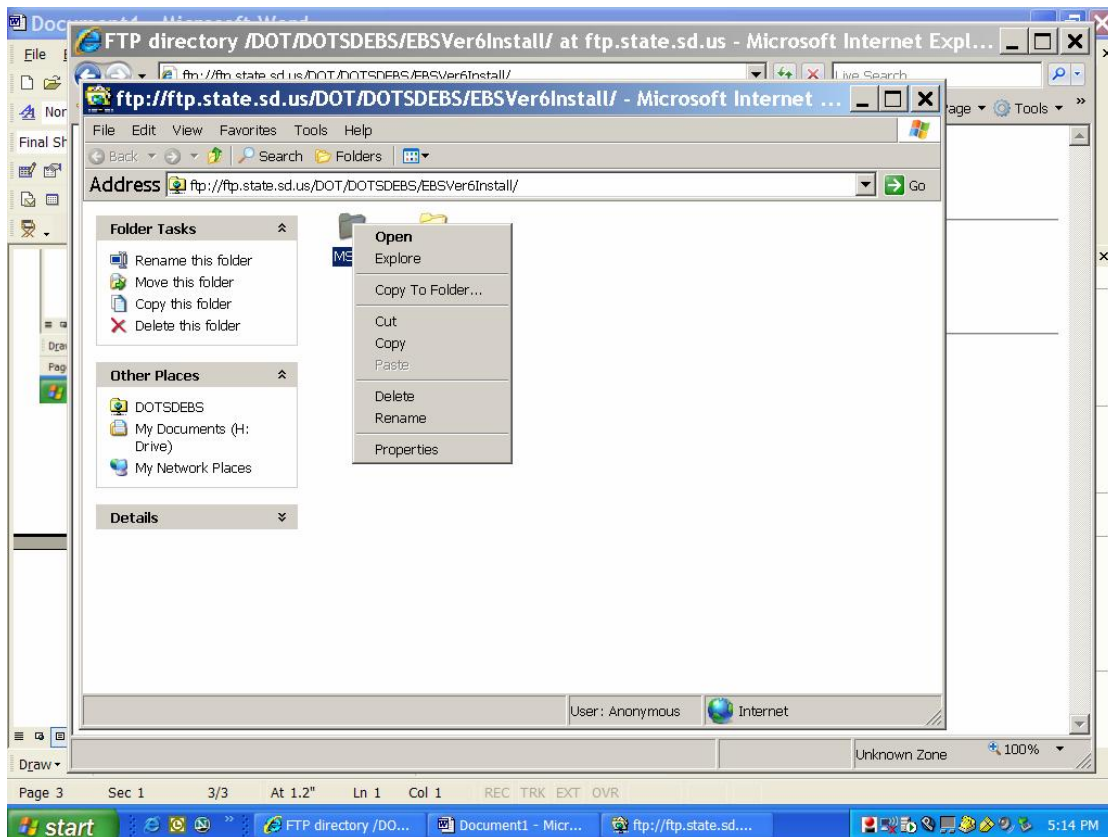 Document1 - Microsoft Word
FTP directory /DOT/DOTSDEBS/EBSVer6Install/ at ftp.state.sd.us - Microsoft Internet Expl...
File
ftp://ftp.state.sd.us/DOT/DOTSDEBS/EBSVer6Install/
Live Search
Nor
Page
Tools
Final Sh
ftp://ftp.state.sd.us/DOT/DOTSDEBS/EBSVer6Install/ - Microsoft Internet ...
File Edit View Favorites Tools Help
Back Search Folders
Address ftp://ftp.state.sd.us/DOT/DOTSDEBS/EBSVer6Install/ Go
Folder Tasks
Rename this folder
Move this folder
Copy this folder
Delete this folder
Other Places
DOTSDEBS
My Documents (H:
Drive)
My Network Places
Details
MS
Open
Explore
Copy To Folder...
Cut
Copy
Paste
Delete
Rename
Properties
Dra
Pag
User: Anonymous Internet
Unknown Zone 100%
Draw
Page 3 Sec 1 3/3 At 1.2" Ln 1 Col 1 REC TRK EXT OVR
start FTP directory /DO... Document1 - Micr... ftp://ftp.state.sd.... 5:14 PM